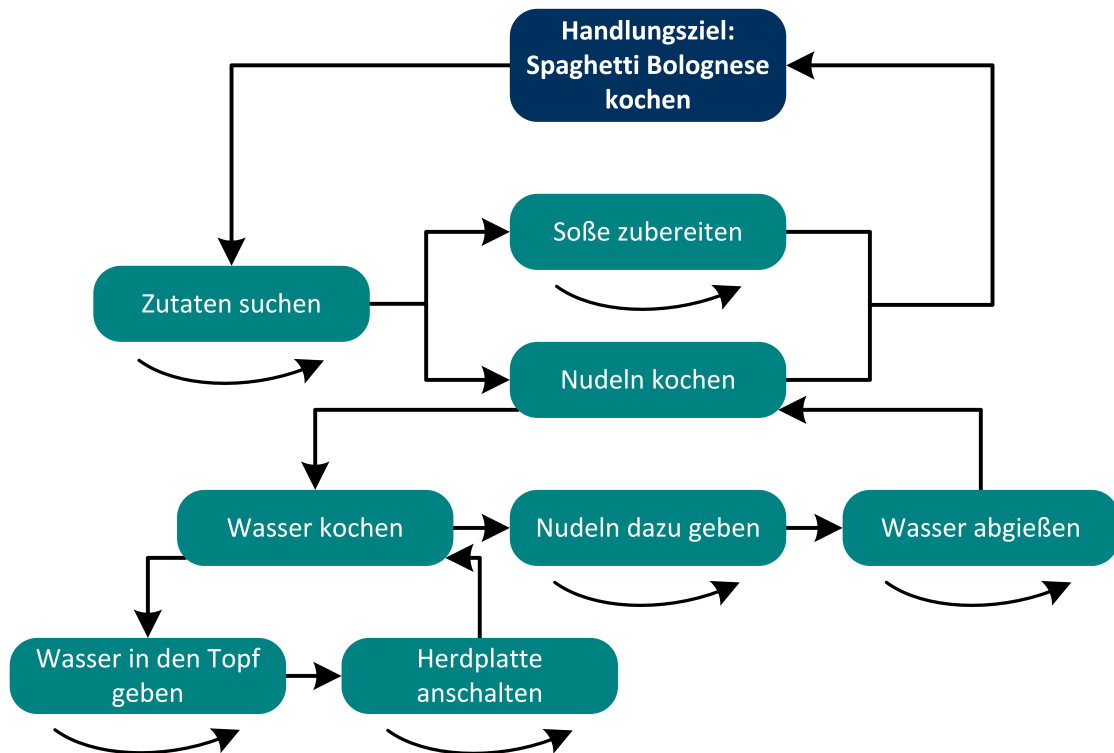 Handlungsziel:
Spaghetti Bolognese
kochen
Soße zubereiten
Zutaten suchen
Nudeln kochen
Wasser kochen
Nudeln dazu geben
Wasser abgießen
Wasser in den Topf
geben
Herdplatte
anschalten